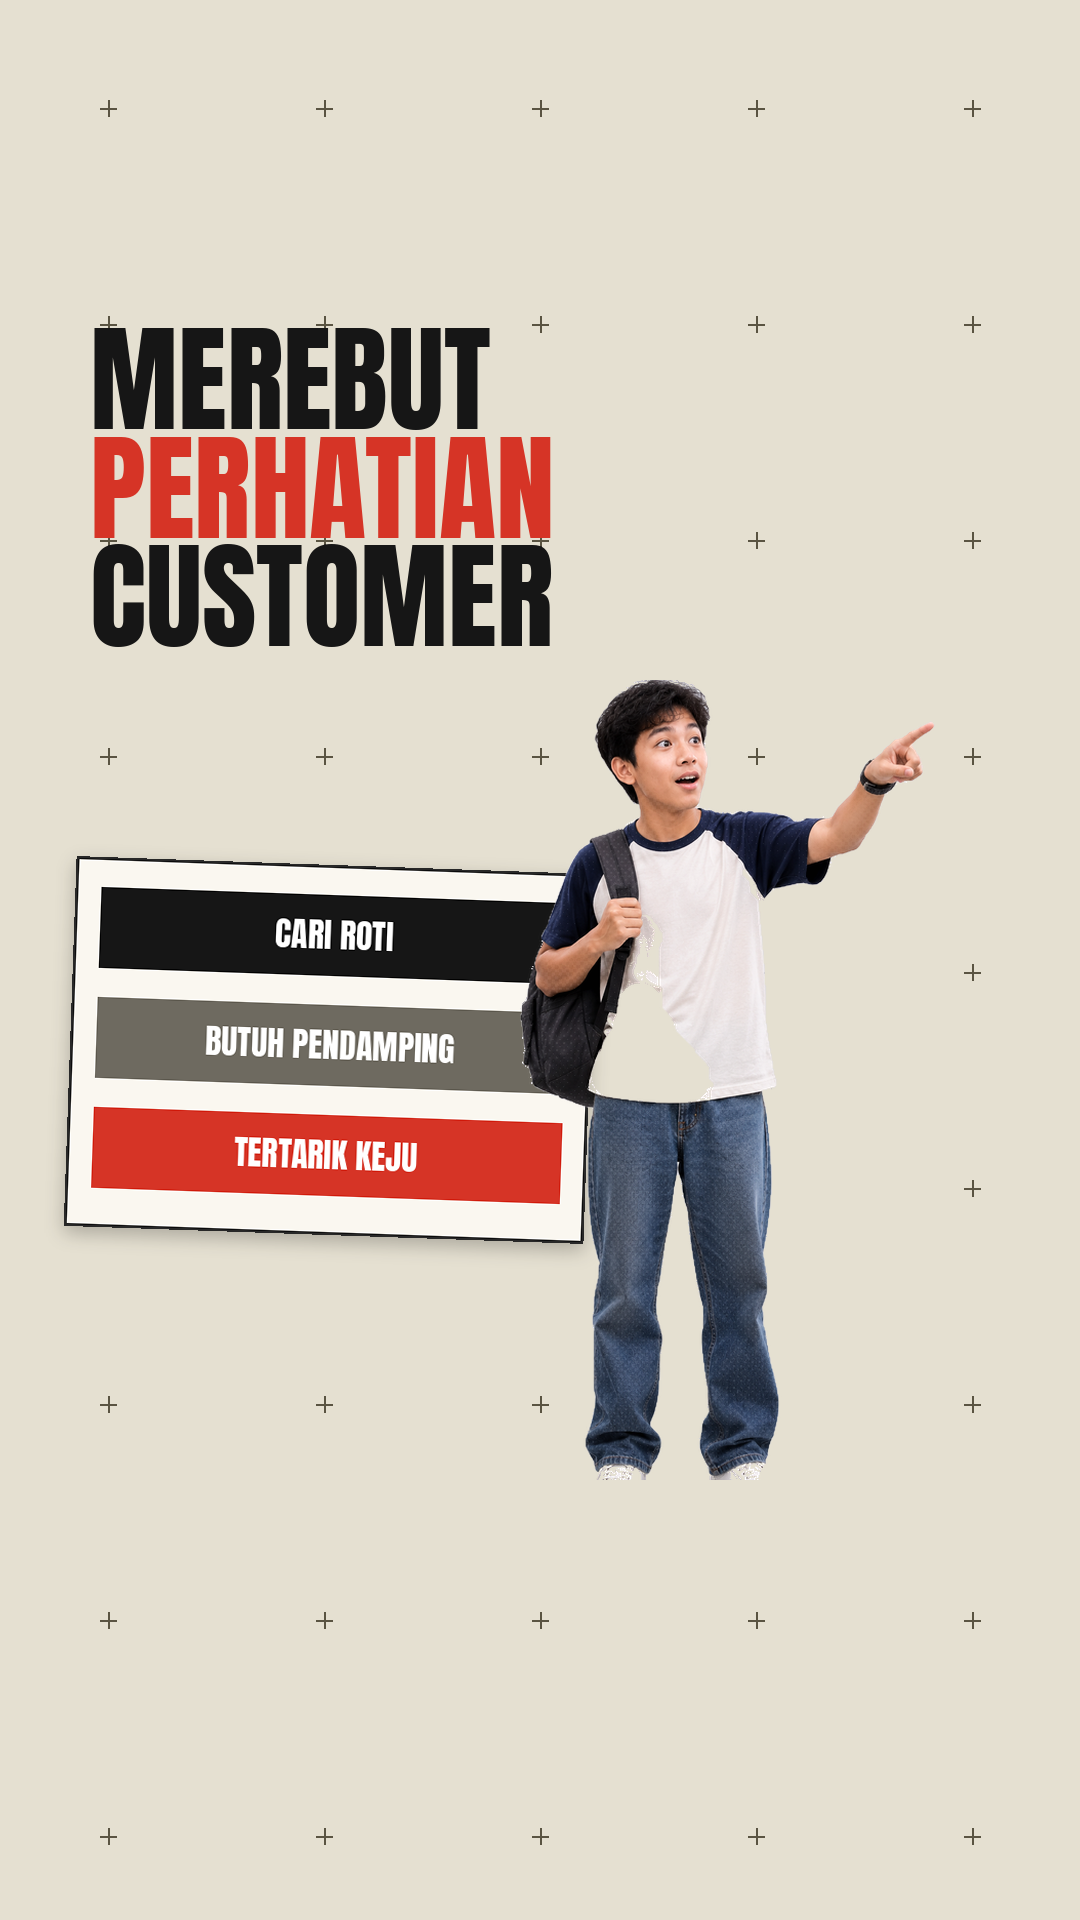 MEREBUT
PERHATIAN
CUSTOMER
CARI ROTI
BUTUH PENDAMPING
TERTARIK KEJU